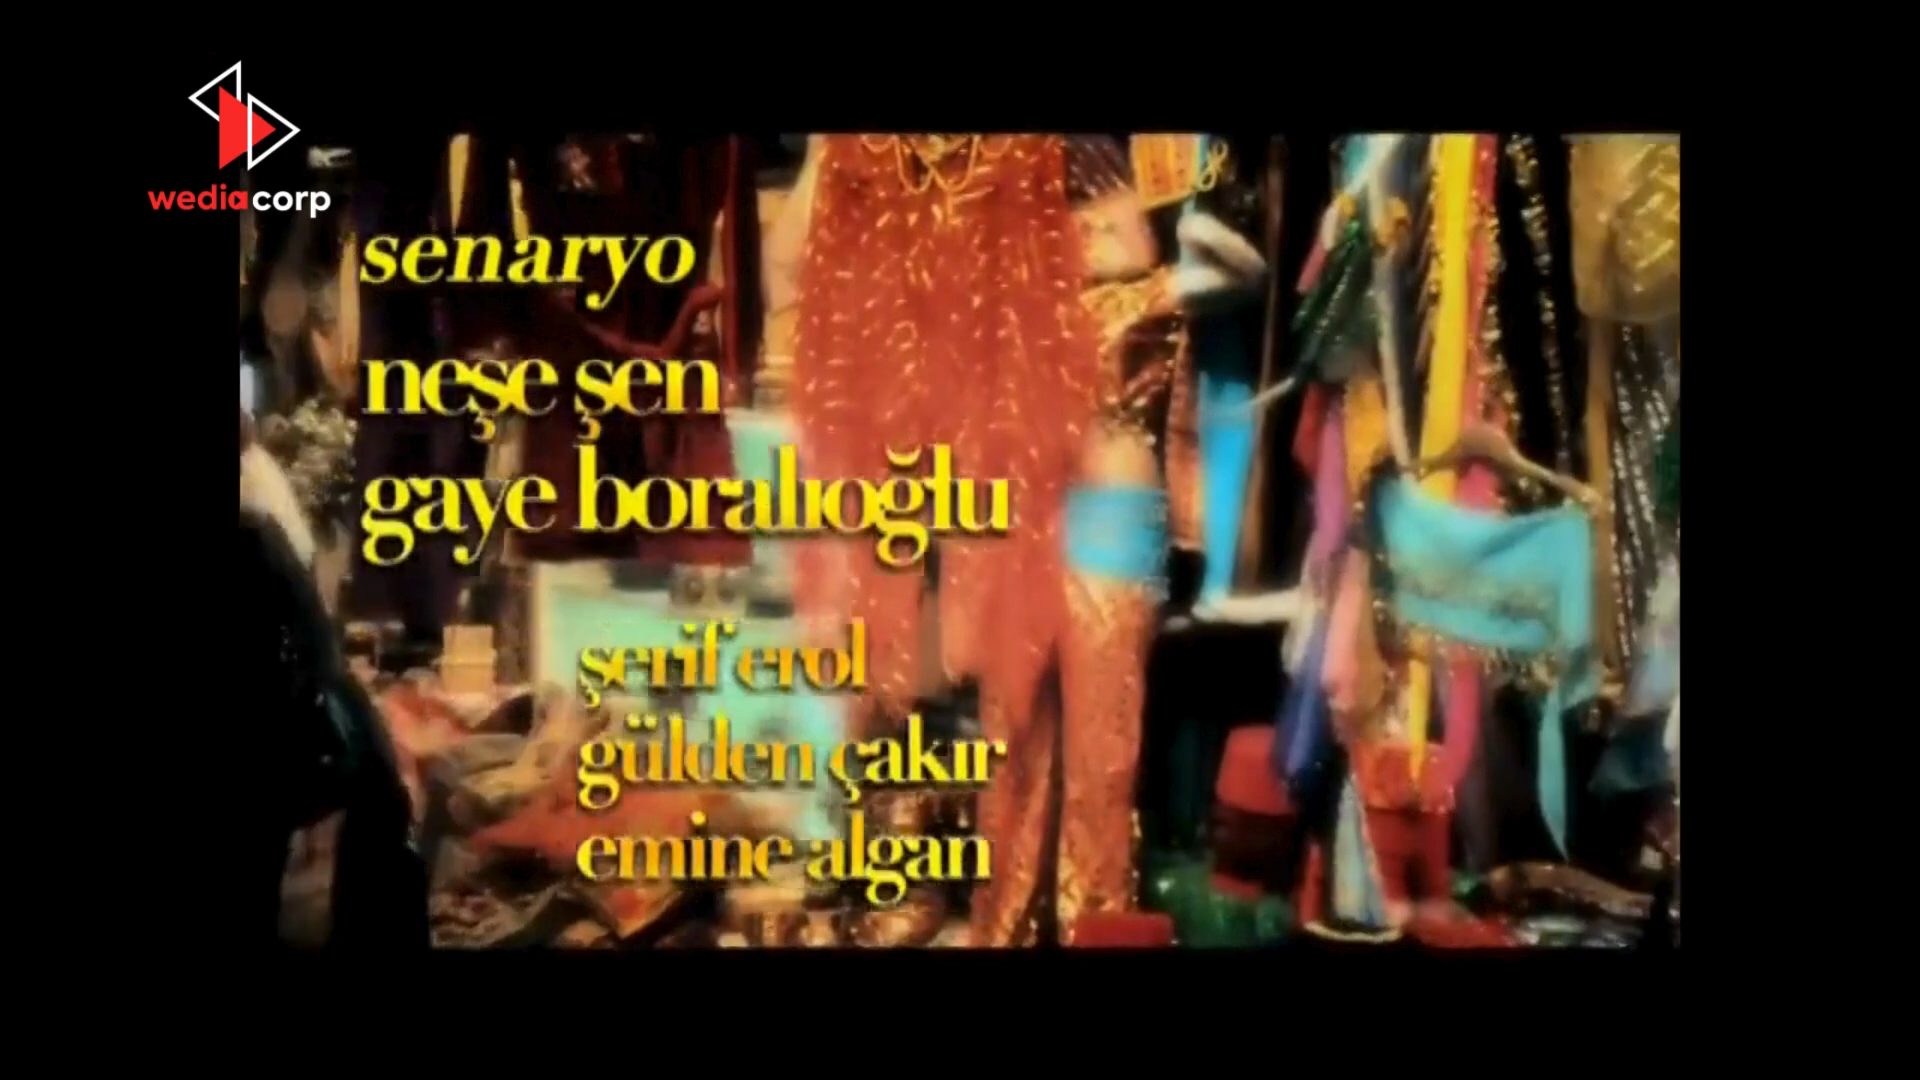 wediacorp
senaryo
neşe şen
gaye boralıoğlu
şerif erol
gülden çakır
emine algan